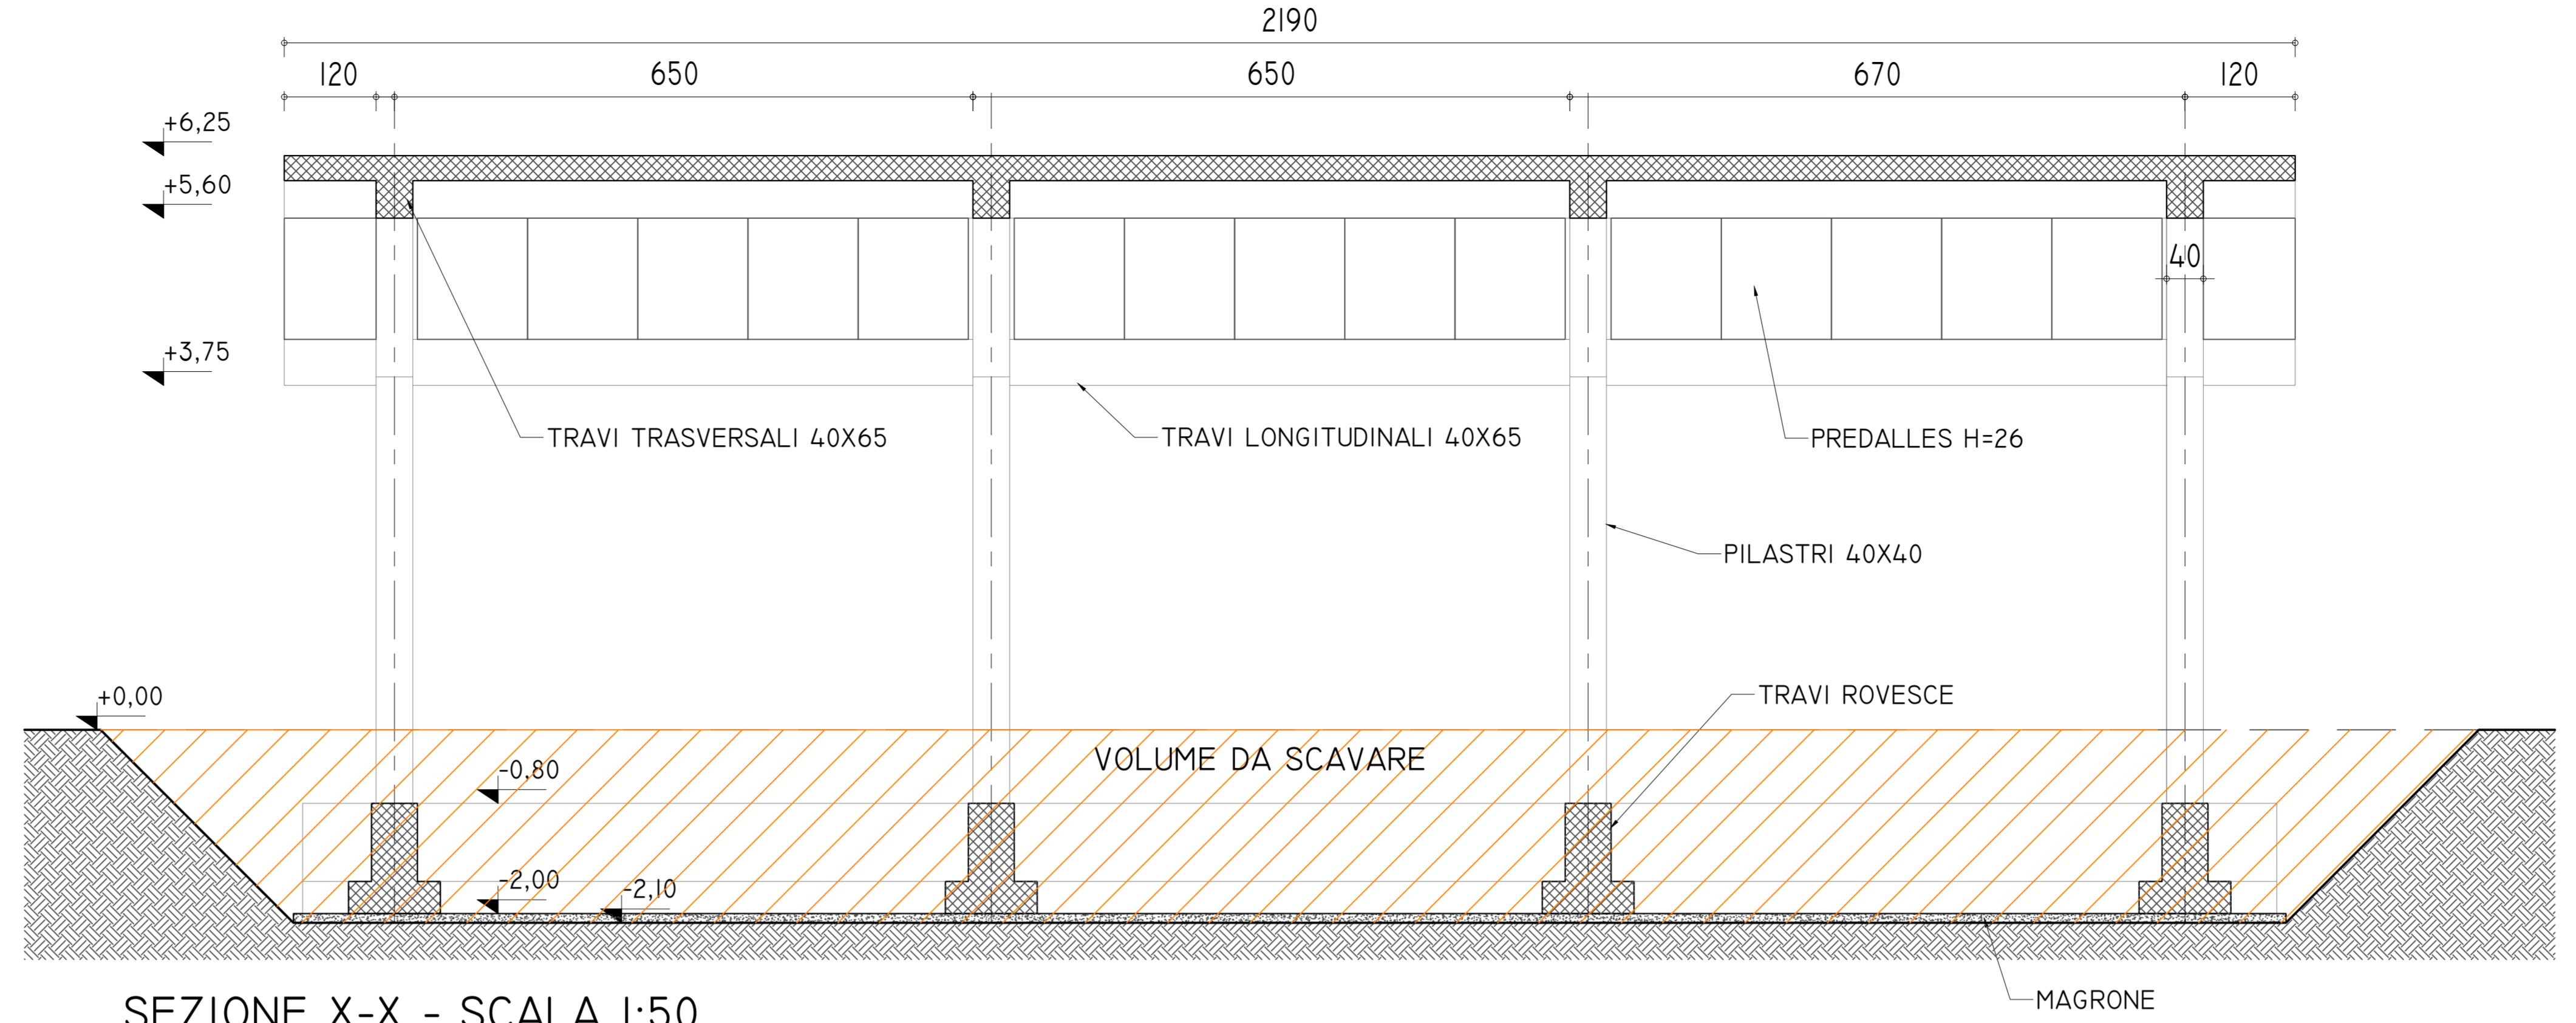 2190
120 650 650 670 120
+6,25
+5,60
40
+3,75
TRAVI TRASVERSALI 40X65 TRAVI LONGITUDINALI 40X65 PREDALLES H=26
PILASTRI 40X40
+0,00 TRAVI ROVESCE
VOLUME DA SCAVARE
-0,80
-2,00 -2,10
MAGRONE
SEZIONE X-X - SCALA 1:50